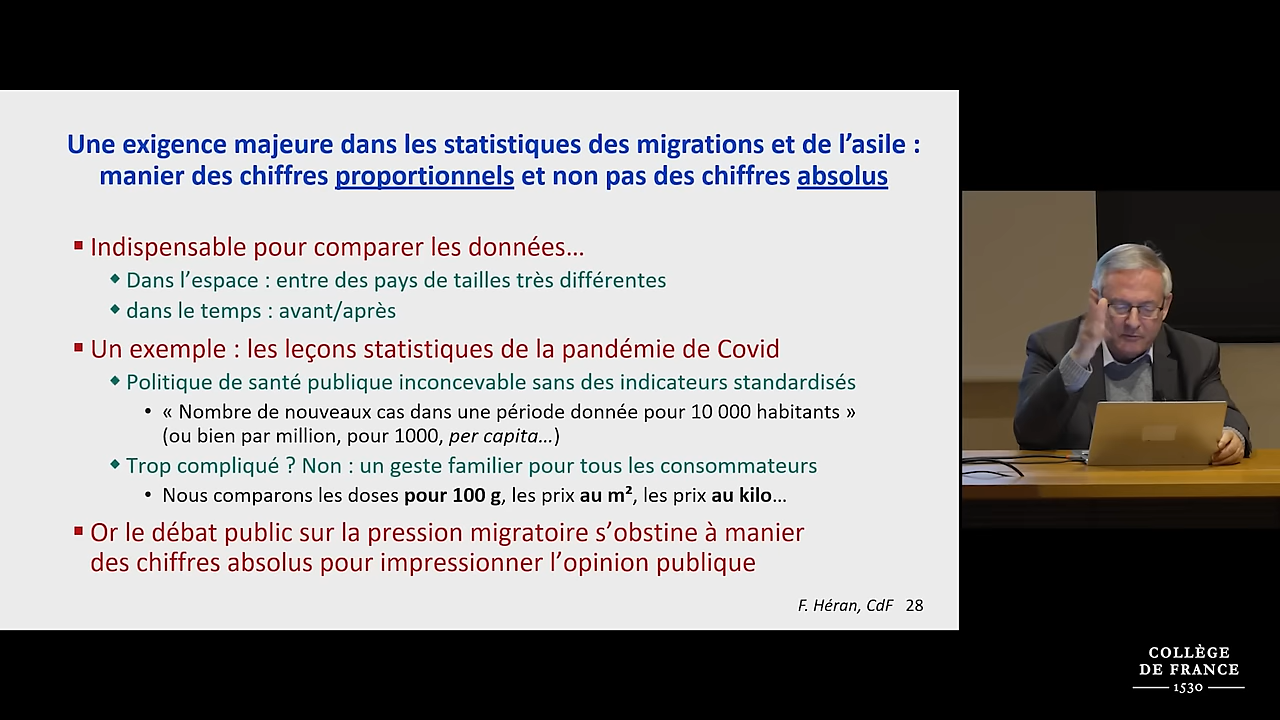 Une exigence majeure dans les statistiques des migrations et de l’asile :
manier des chiffres proportionnels et non pas des chiffres absolus
▪ Indispensable pour comparer les données…
◆ Dans l’espace : entre des pays de tailles très différentes
◆ dans le temps : avant/après
▪ Un exemple : les leçons statistiques de la pandémie de Covid
◆ Politique de santé publique inconcevable sans des indicateurs standardisés
• « Nombre de nouveaux cas dans une période donnée pour 10 000 habitants »
(ou bien par million, pour 1000, per capita…)
◆ Trop compliqué ? Non : un geste familier pour tous les consommateurs
• Nous comparons les doses pour 100 g, les prix au m², les prix au kilo…
▪ Or le débat public sur la pression migratoire s’obstine à manier
des chiffres absolus pour impressionner l’opinion publique
F. Héran, CdF 28
COLLÈGE
DE FRANCE
1530